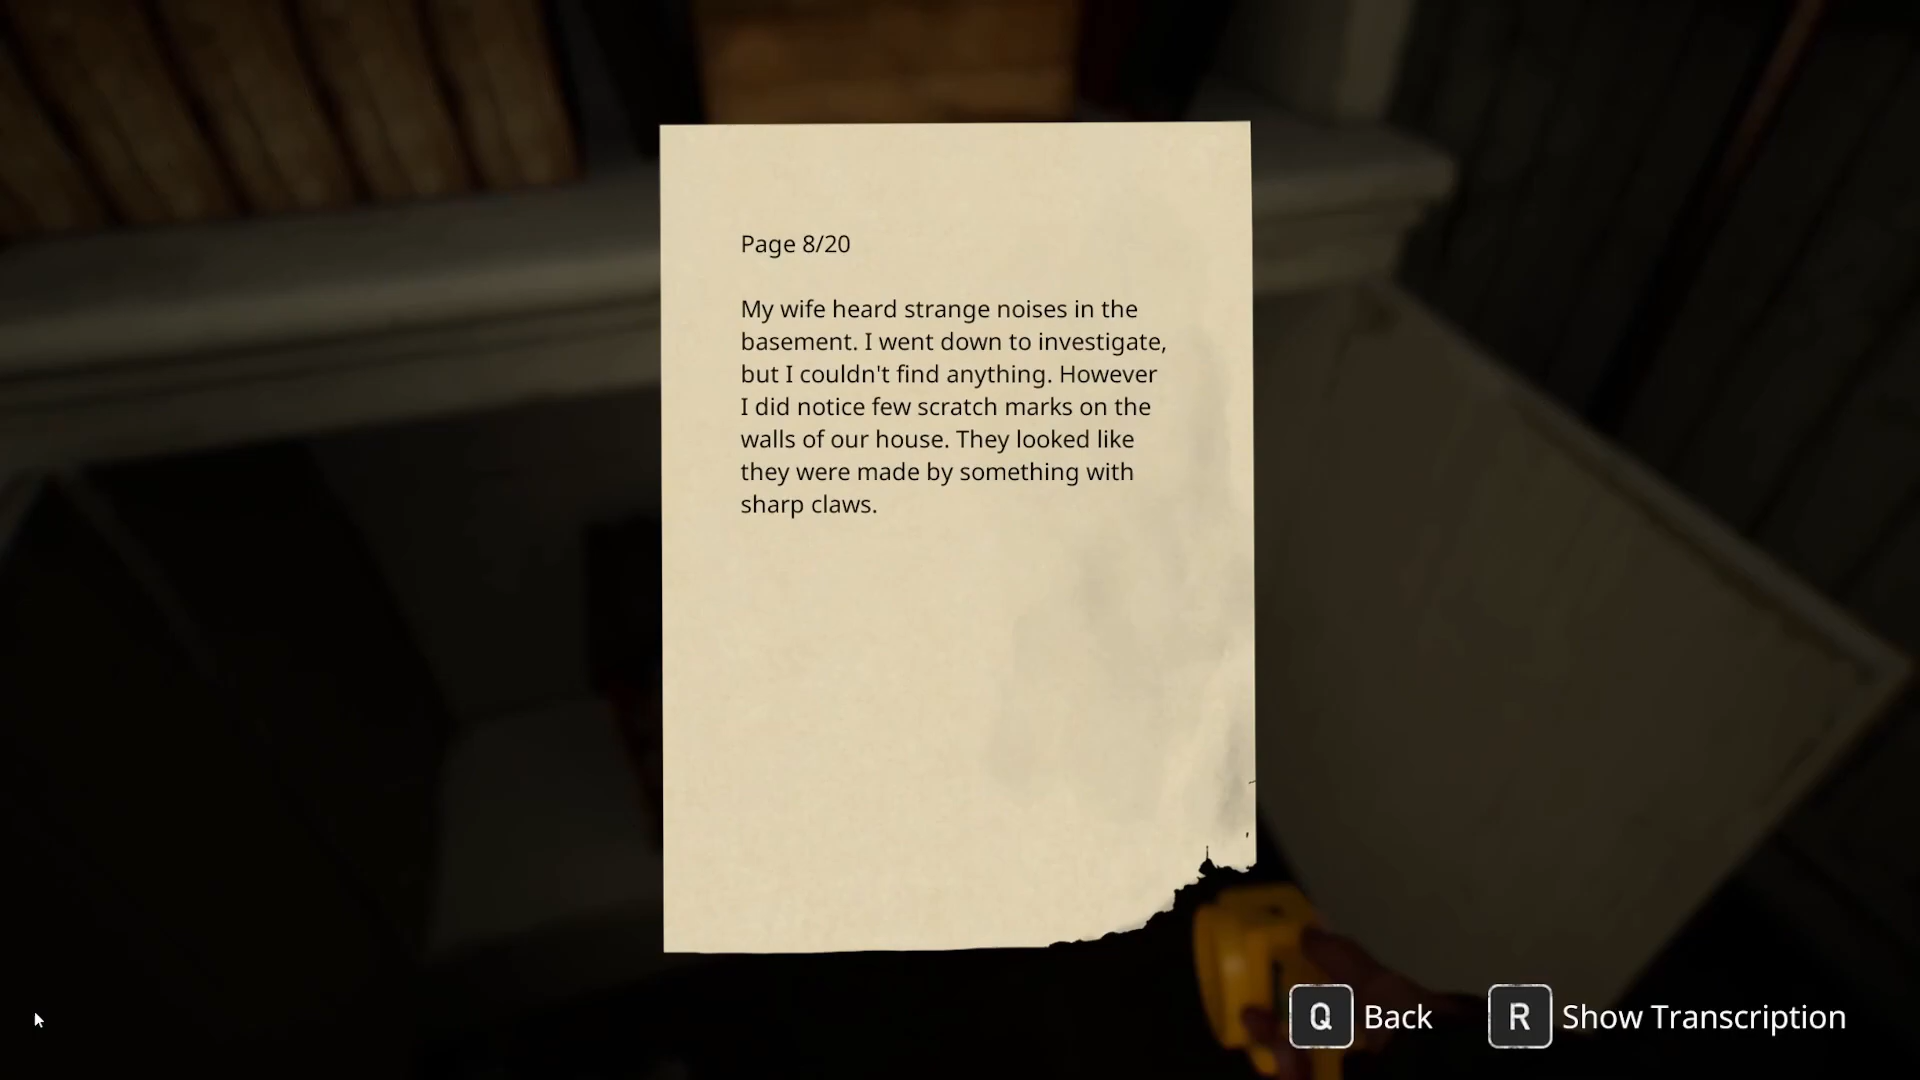 Page 8/20
My wife heard strange noises in the
basement. I went down to investigate,
but I couldn't find anything. However
I did notice few scratch marks on the
walls of our house. They looked like
they were made by something with
sharp claws.
Q Back R Show Transcription